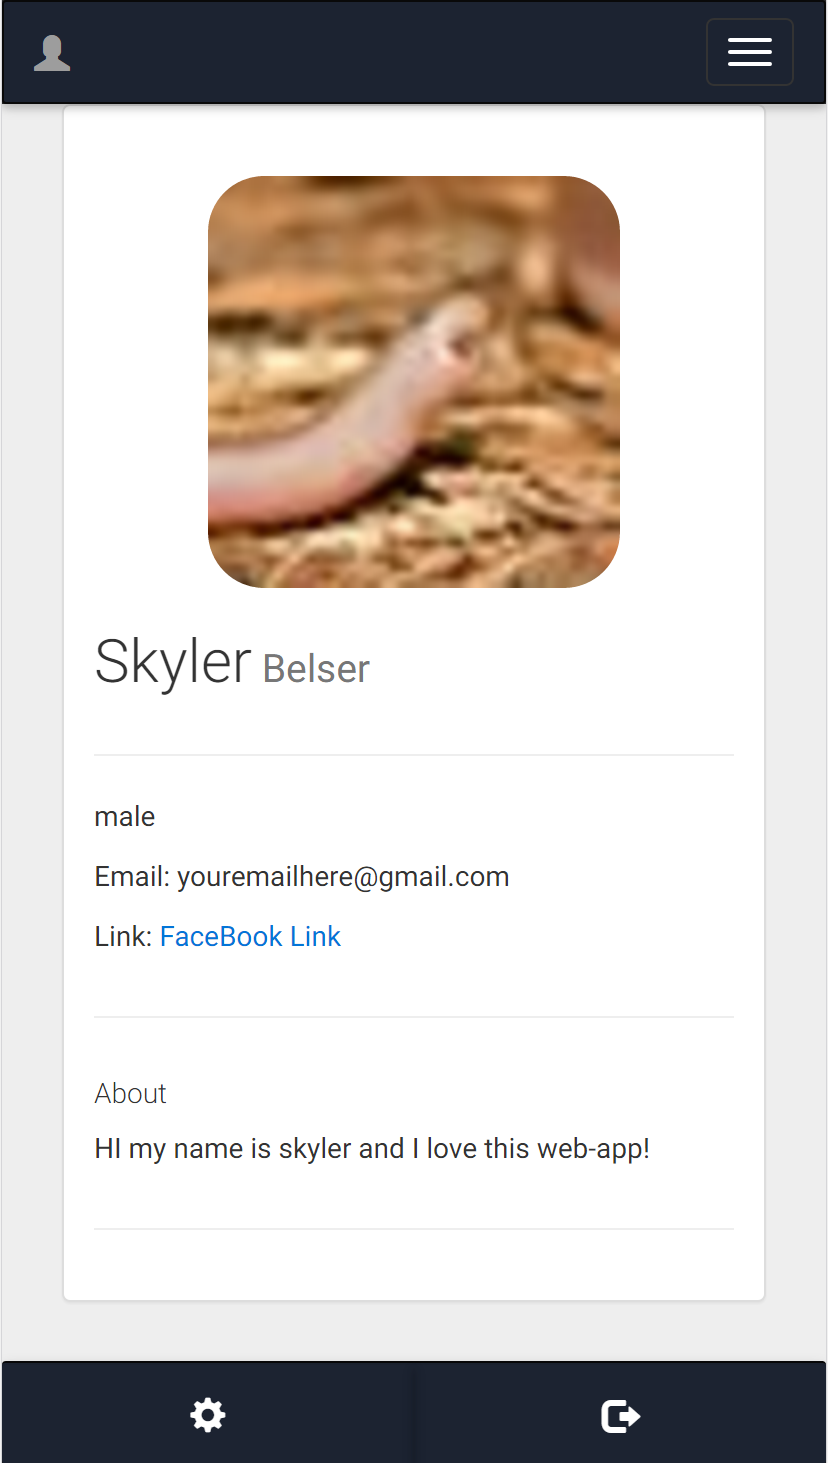 Skyler Belser
male
Email: youremailhere@gmail.com
Link: FaceBook Link
About
HI my name is skyler and I love this web-app!